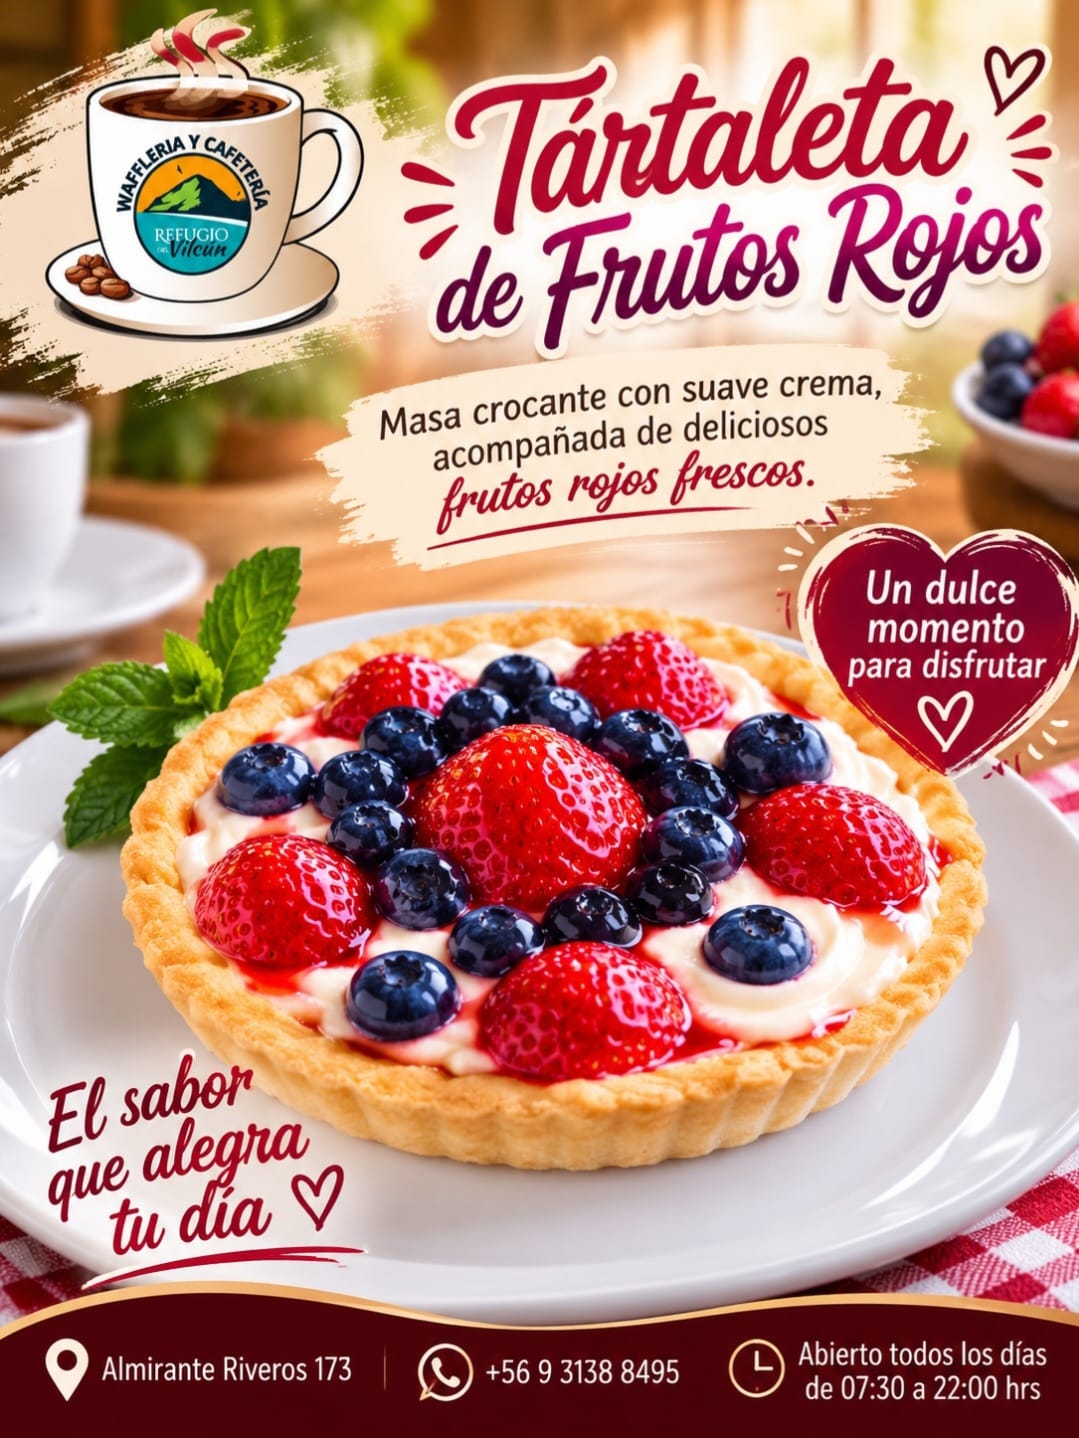 WAFFLERIA Y CAFETERÍA
REFUGIO
DEL Vilcún
Tártaleta
de Frutos Rojos
Masa crocante con suave crema,
acompañada de deliciosos
frutos rojos frescos.
Un dulce
momento
para disfrutar
El sabor
que alegra
tu día
Almirante Riveros 173
+56 9 3138 8495
Abierto todos los días
de 07:30 a 22:00 hrs